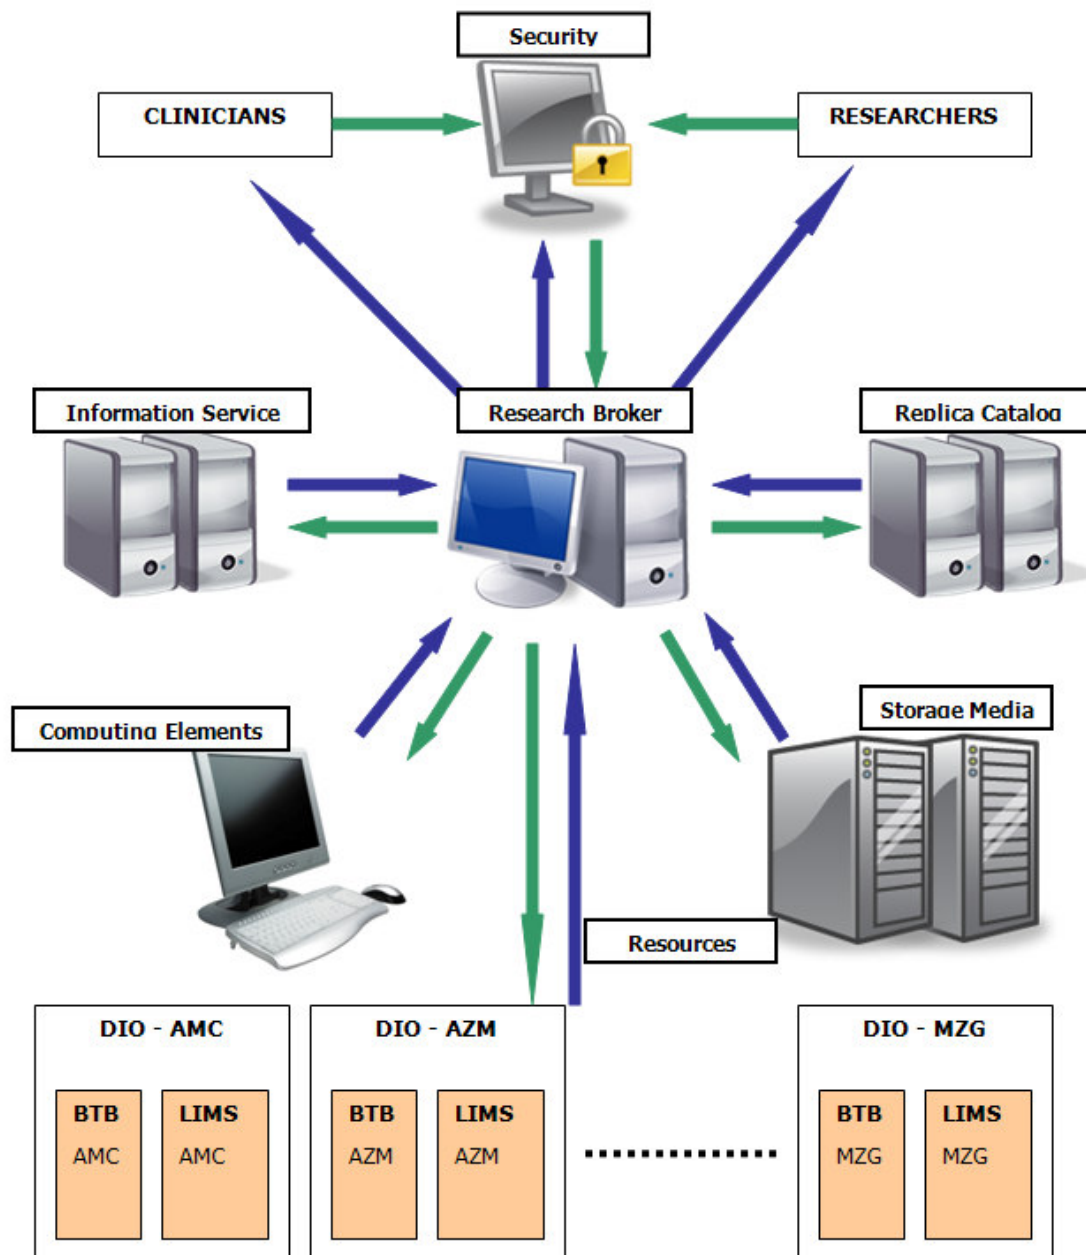 Security
CLINICIANS
RESEARCHERS
Information Service
Research Broker
Replica Catalog
Computing Elements
Storage Media
Resources
DIO - AMC
DIO - AZM
DIO - MZG
BTB
AMC
LIMS
AMC
BTB
AZM
LIMS
AZM
BTB
MZG
LIMS
MZG